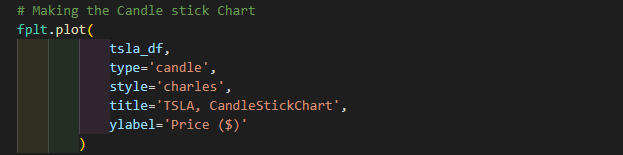 # Making the Candle stick Chart
fplt.plot(
tsla_df,
type='candle',
style='charles',
title='TSLA, CandleStickChart',
ylabel='Price ($)'
)